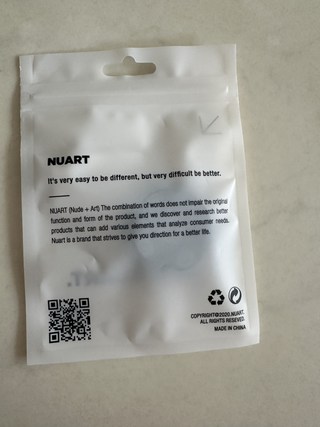 NUART
It's very easy to be different, but very difficult be better.
NUART (Nude + Art) The combination of words does not impair the original
function and form of the product, and we discover and research better
products that can add various elements that analyze consumer needs.
Nuart is a brand that strives to give you direction for a better life.
COPYRIGHT@2020.NUART.
ALL RIGHTS RESEVED.
MADE IN CHINA